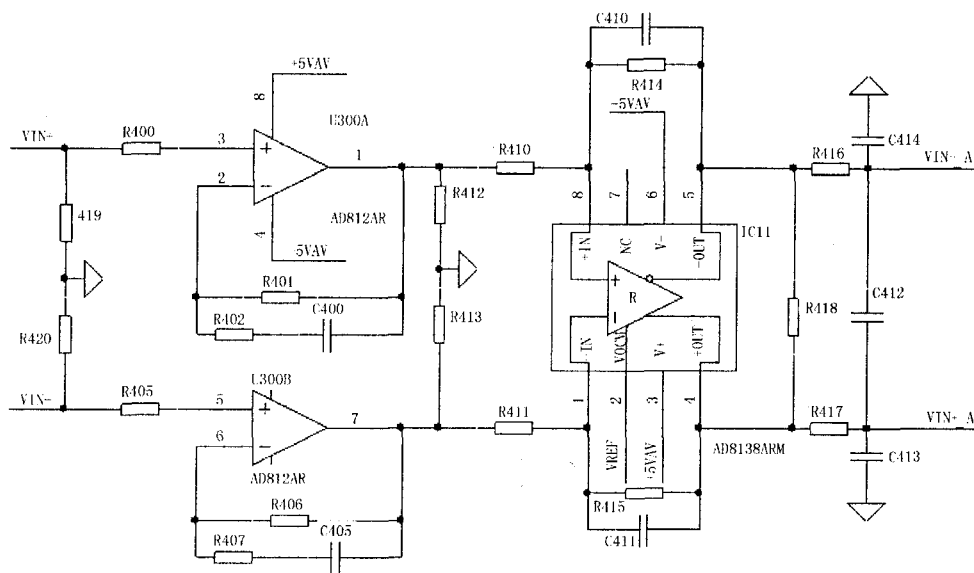 C410
R414
+5VAV
-5VAV
8
U300A
VIN+
R400
3
1
2
R410
R412
AD812AR
4
-5VAV
419
R401
R402
C400
R413
R420
8
7
6
5
IC11
+IN
NC
V-
-OUT
R
-IN
VOCM
V+
+OUT
1
2
3
4
C414
R416
VIN-_A
C412
R418
VIN-
R405
U300B
5
6
7
AD812AR
R411
R406
R407
C405
VREF
+5VAV
AD8138ARM
R417
VIN+_A
C413
R415
C411